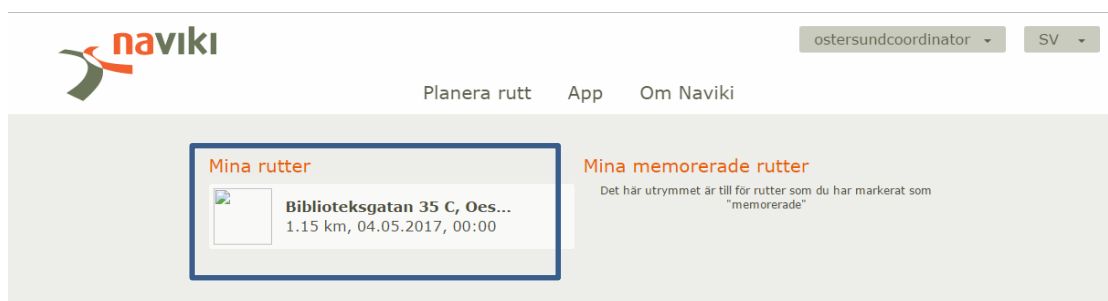 naviki
ostersundcoordinator
SV
Planera rutt App Om Naviki
Mina rutter
Biblioteksgatan 35 C, Oes...
1.15 km, 04.05.2017, 00:00
Mina memorerade rutter
Det här utrymmet är till för rutter som du har markerat som
"memorerade"